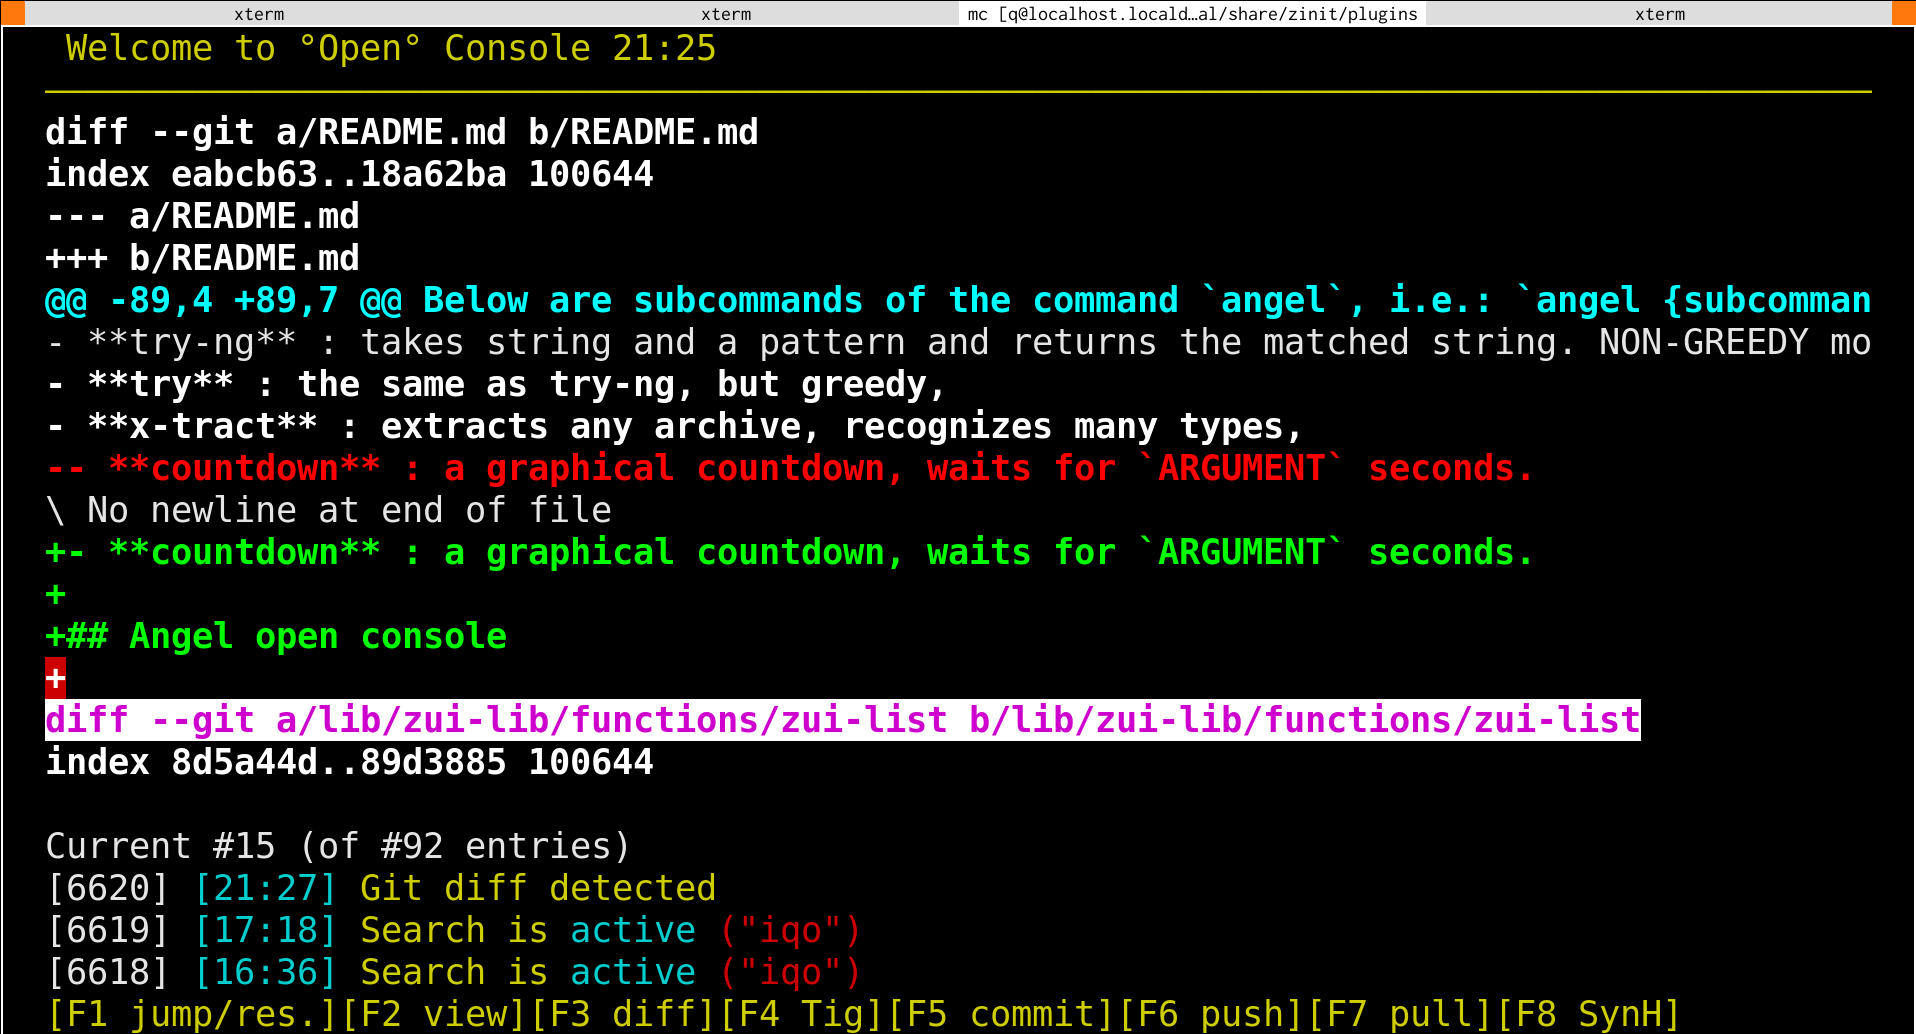 xterm xterm mc [q@localhost.locald…al/share/zinit/plugins xterm
Welcome to °Open° Console 21:25
diff --git a/README.md b/README.md
index eabcb63..18a62ba 100644
--- a/README.md
+++ b/README.md
@@ -89,4 +89,7 @@ Below are subcommands of the command `angel`, i.e.: `angel {subcomman
- **try-ng** : takes string and a pattern and returns the matched string. NON-GREEDY mo
- **try** : the same as try-ng, but greedy,
- **x-tract** : extracts any archive, recognizes many types,
-- **countdown** : a graphical countdown, waits for `ARGUMENT` seconds.
\ No newline at end of file
+- **countdown** : a graphical countdown, waits for `ARGUMENT` seconds.
+
+## Angel open console
+
diff --git a/lib/zui-lib/functions/zui-list b/lib/zui-lib/functions/zui-list
index 8d5a44d..89d3885 100644
Current #15 (of #92 entries)
[6620] [21:27] Git diff detected
[6619] [17:18] Search is active ("iqo")
[6618] [16:36] Search is active ("iqo")
[F1 jump/res.][F2 view][F3 diff][F4 Tig][F5 commit][F6 push][F7 pull][F8 SynH]